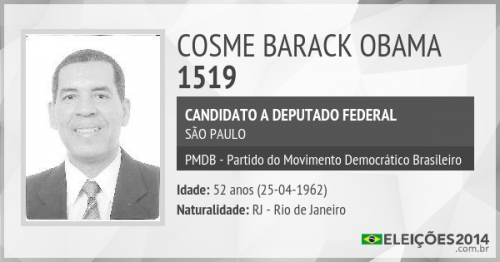 COSME BARACK OBAMA
1519
CANDIDATO A DEPUTADO FEDERAL
SÃO PAULO
PMDB - Partido do Movimento Democrático Brasileiro
Idade: 52 anos (25-04-1962)
Naturalidade: RJ - Rio de Janeiro
ELEIÇÕES2014
.com.br